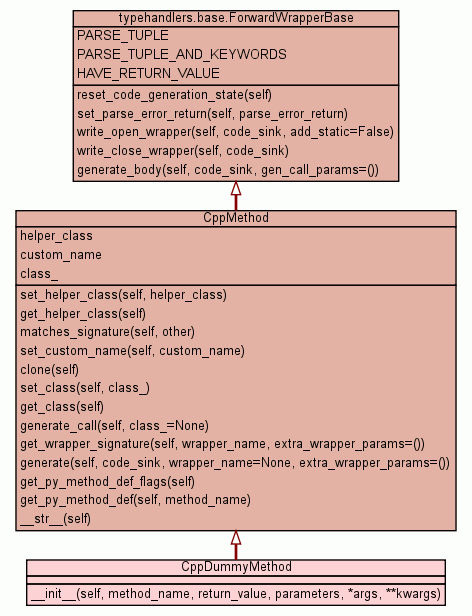 typehandlers.base.ForwardWrapperBase
PARSE_TUPLE
PARSE_TUPLE_AND_KEYWORDS
HAVE_RETURN_VALUE
reset_code_generation_state(self)
set_parse_error_return(self, parse_error_return)
write_open_wrapper(self, code_sink, add_static=False)
write_close_wrapper(self, code_sink)
generate_body(self, code_sink, gen_call_params=())
CppMethod
helper_class
custom_name
class_
set_helper_class(self, helper_class)
get_helper_class(self)
matches_signature(self, other)
set_custom_name(self, custom_name)
clone(self)
set_class(self, class_)
get_class(self)
generate_call(self, class_=None)
get_wrapper_signature(self, wrapper_name, extra_wrapper_params=())
generate(self, code_sink, wrapper_name=None, extra_wrapper_params=())
get_py_method_def_flags(self)
get_py_method_def(self, method_name)
__str__(self)
CppDummyMethod
__init__(self, method_name, return_value, parameters, *args, **kwargs)